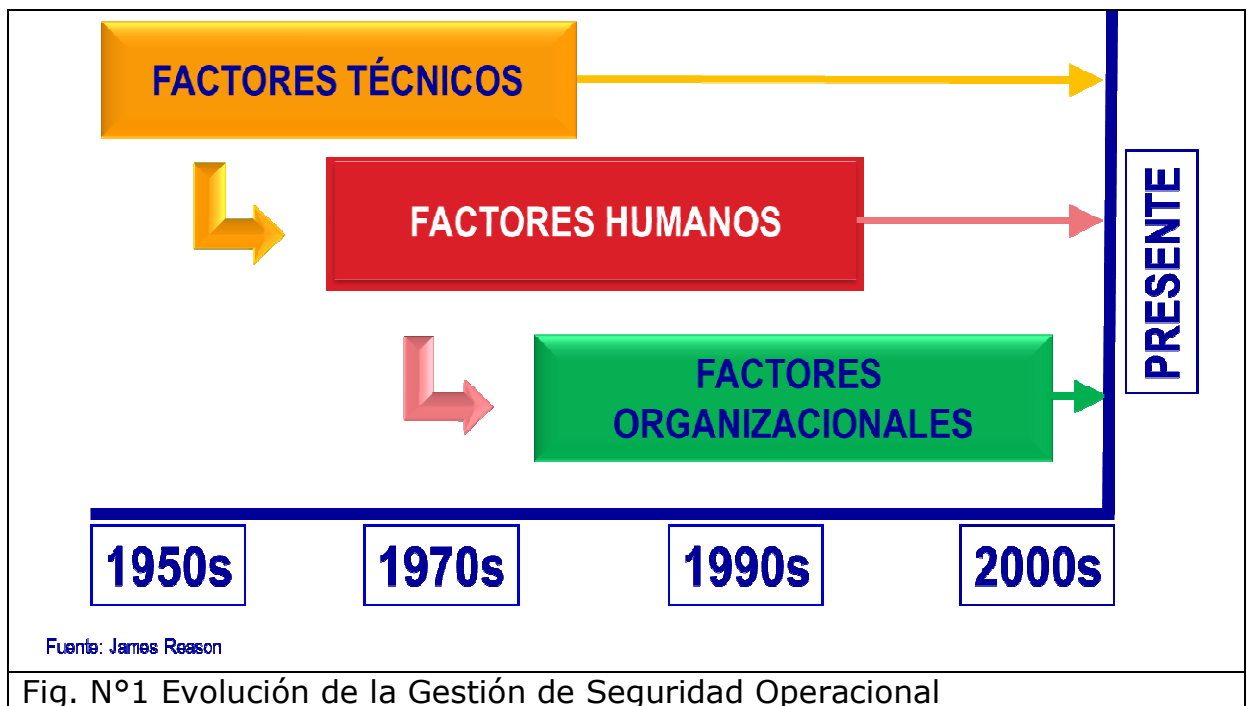 FACTORES TÉCNICOS
FACTORES HUMANOS
FACTORES
ORGANIZACIONALES
PRESENTE
1950s
1970s
1990s
2000s
Fuente: James Reason
Fig. N°1 Evolución de la Gestión de Seguridad Operacional